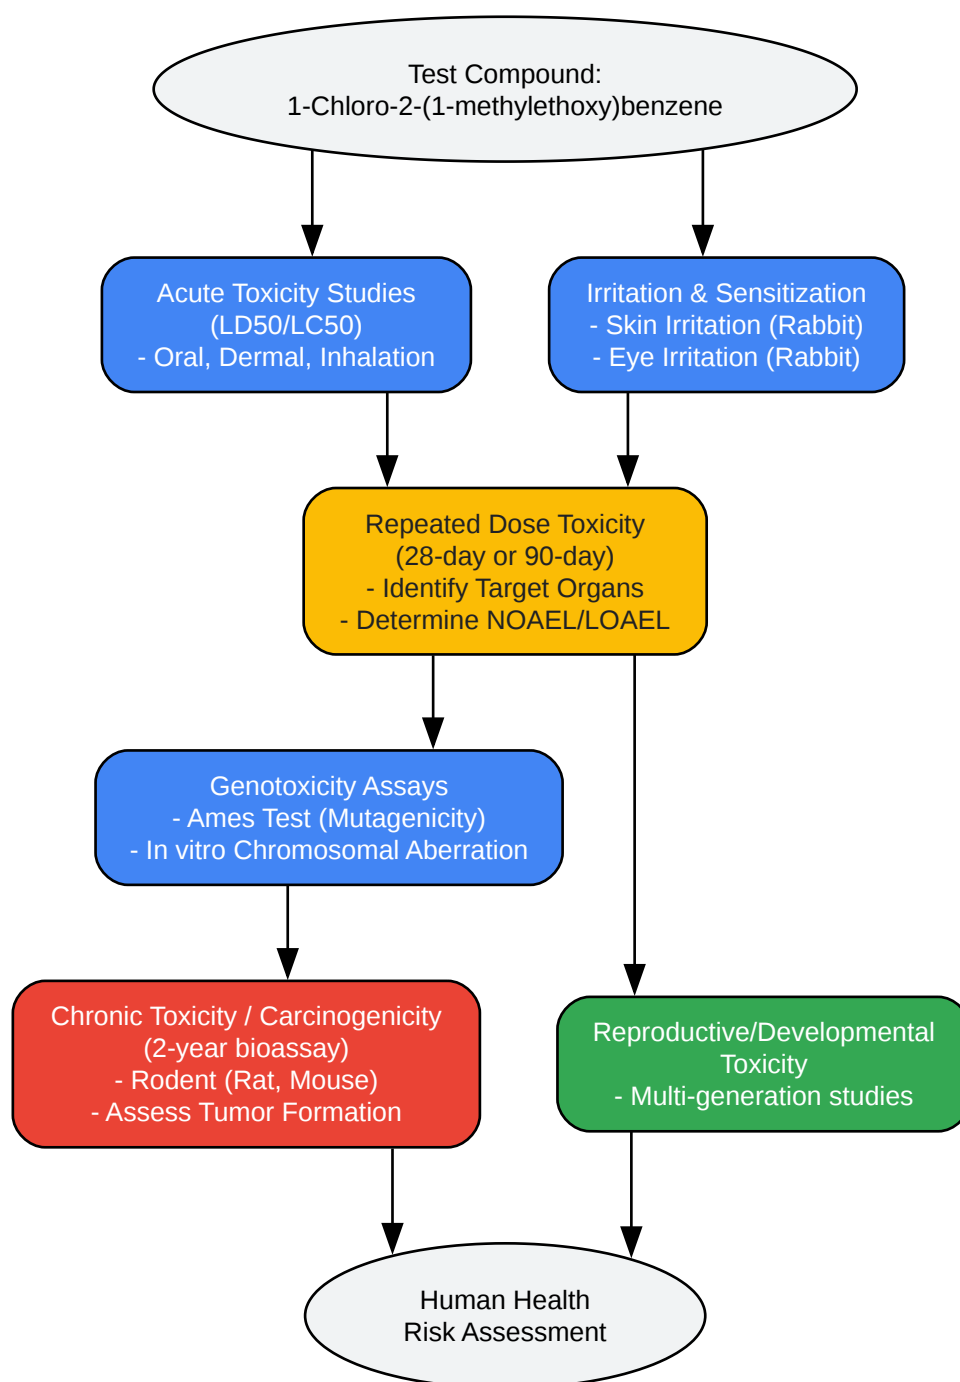 Test Compound:
1-Chloro-2-(1-methylethoxy)benzene
Acute Toxicity Studies
(LD50/LC50)
- Oral, Dermal, Inhalation
Irritation & Sensitization
- Skin Irritation (Rabbit)
- Eye Irritation (Rabbit)
Repeated Dose Toxicity
(28-day or 90-day)
- Identify Target Organs
- Determine NOAEL/LOAEL
Genotoxicity Assays
- Ames Test (Mutagenicity)
- In vitro Chromosomal Aberration
Chronic Toxicity / Carcinogenicity
(2-year bioassay)
- Rodent (Rat, Mouse)
- Assess Tumor Formation
Reproductive/Developmental
Toxicity
- Multi-generation studies
Human Health
Risk Assessment